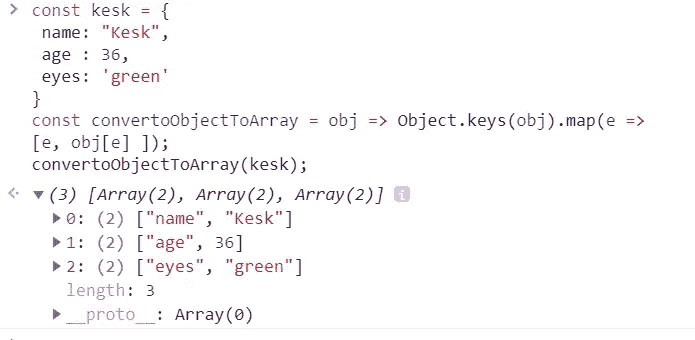 > const kesk = {
name: "Kesk",
age : 36,
eyes: 'green'
}
const convertoObjectToArray = obj => Object.keys(obj).map(e =>
[e, obj[e] ]);
convertoObjectToArray(kesk);
(3) [Array(2), Array(2), Array(2)] i
0: (2) ["name", "Kesk"]
1: (2) ["age", 36]
2: (2) ["eyes", "green"]
length: 3
__proto__: Array(0)